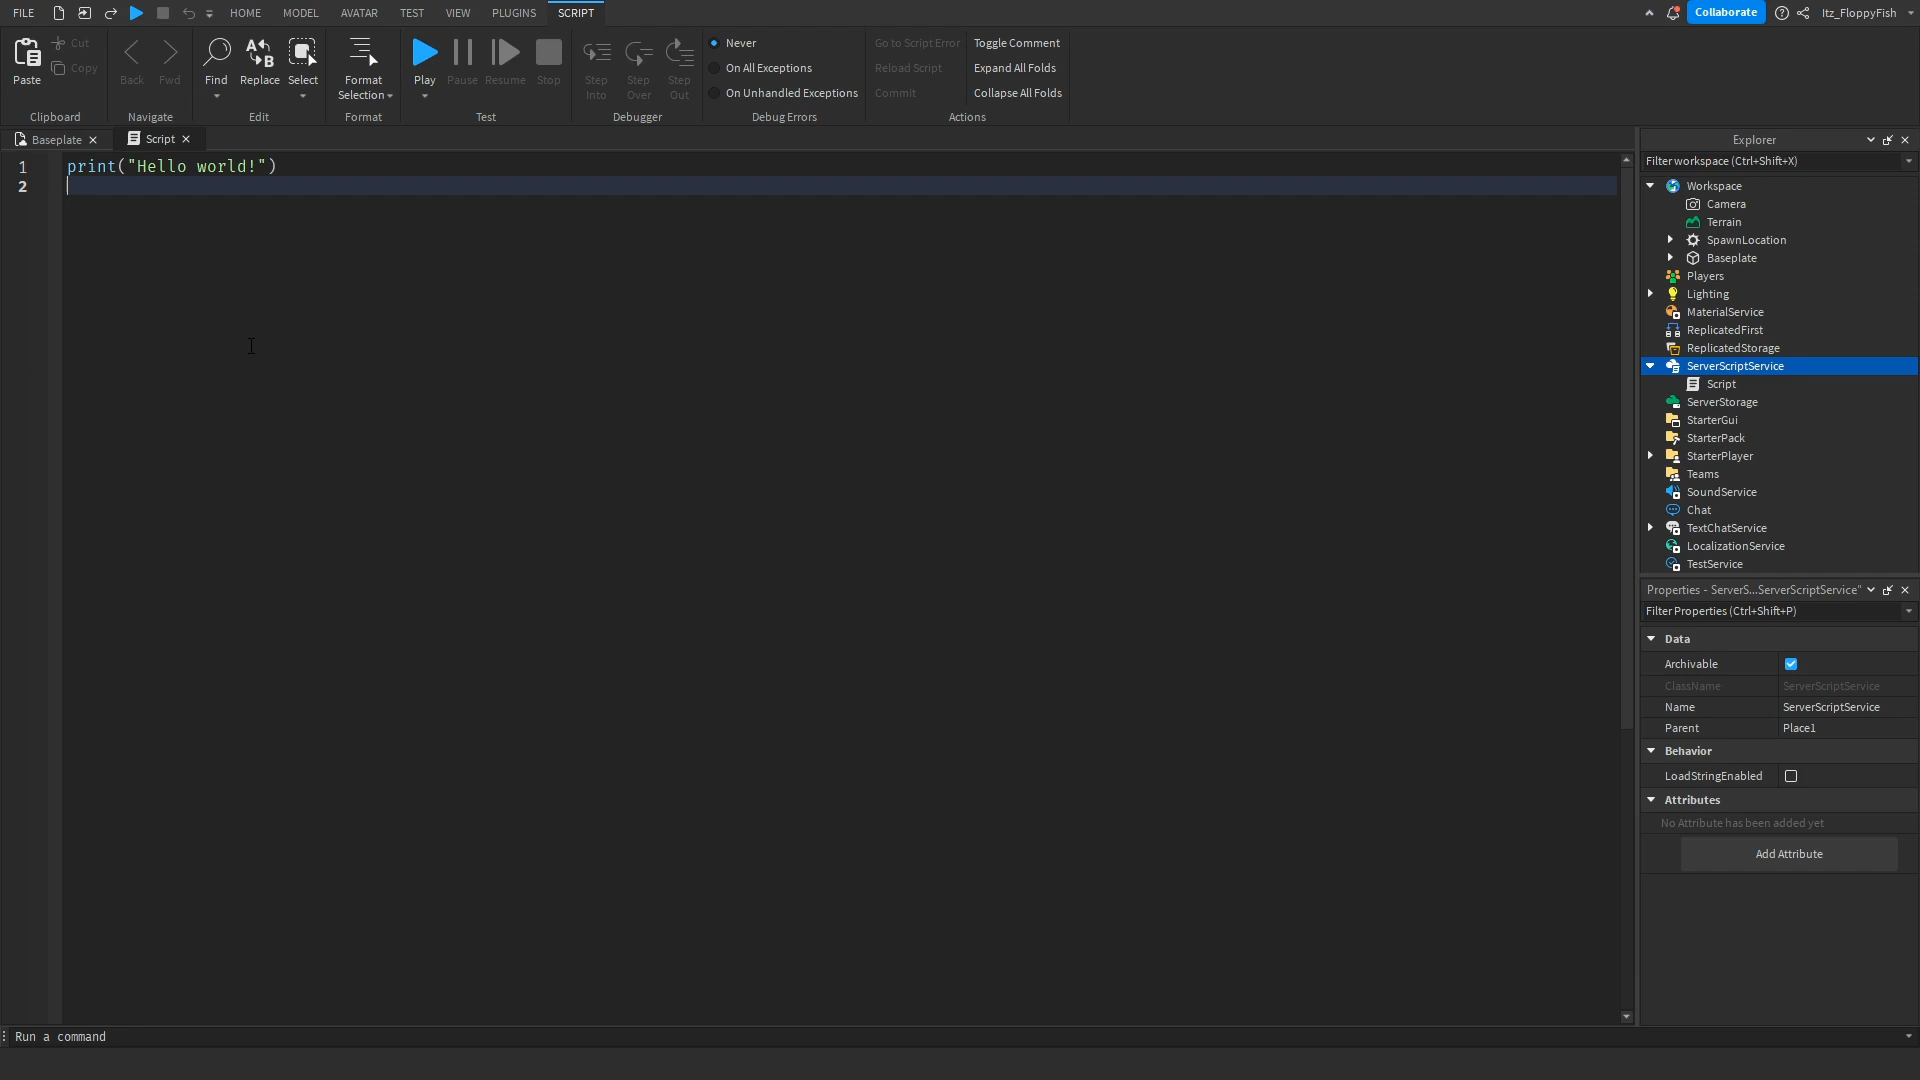 FILE HOME MODEL AVATAR TEST VIEW PLUGINS SCRIPT Collaborate Itz_FloppyFish
Paste Cut Copy
Clipboard
Back Fwd
Navigate
Find Replace Select
Edit
Format Selection
Format
Play Pause Resume Stop
Test
Step Into Step Over Step Out
Debugger
Never
On All Exceptions
On Unhandled Exceptions
Debug Errors
Go to Script Error Toggle Comment
Reload Script Expand All Folds
Commit Collapse All Folds
Actions
Baseplate Script
1 print("Hello world!")
2
Explorer
Filter workspace (Ctrl+Shift+X)
Workspace
Camera
Terrain
SpawnLocation
Baseplate
Players
Lighting
MaterialService
ReplicatedFirst
ReplicatedStorage
ServerScriptService
Script
ServerStorage
StarterGui
StarterPack
StarterPlayer
Teams
SoundService
Chat
TextChatService
LocalizationService
TestService
Properties - ServerS...ServerScriptService"
Filter Properties (Ctrl+Shift+P)
Data
Archivable
ClassName ServerScriptService
Name ServerScriptService
Parent Place1
Behavior
LoadStringEnabled
Attributes
No Attribute has been added yet
Add Attribute
Run a command